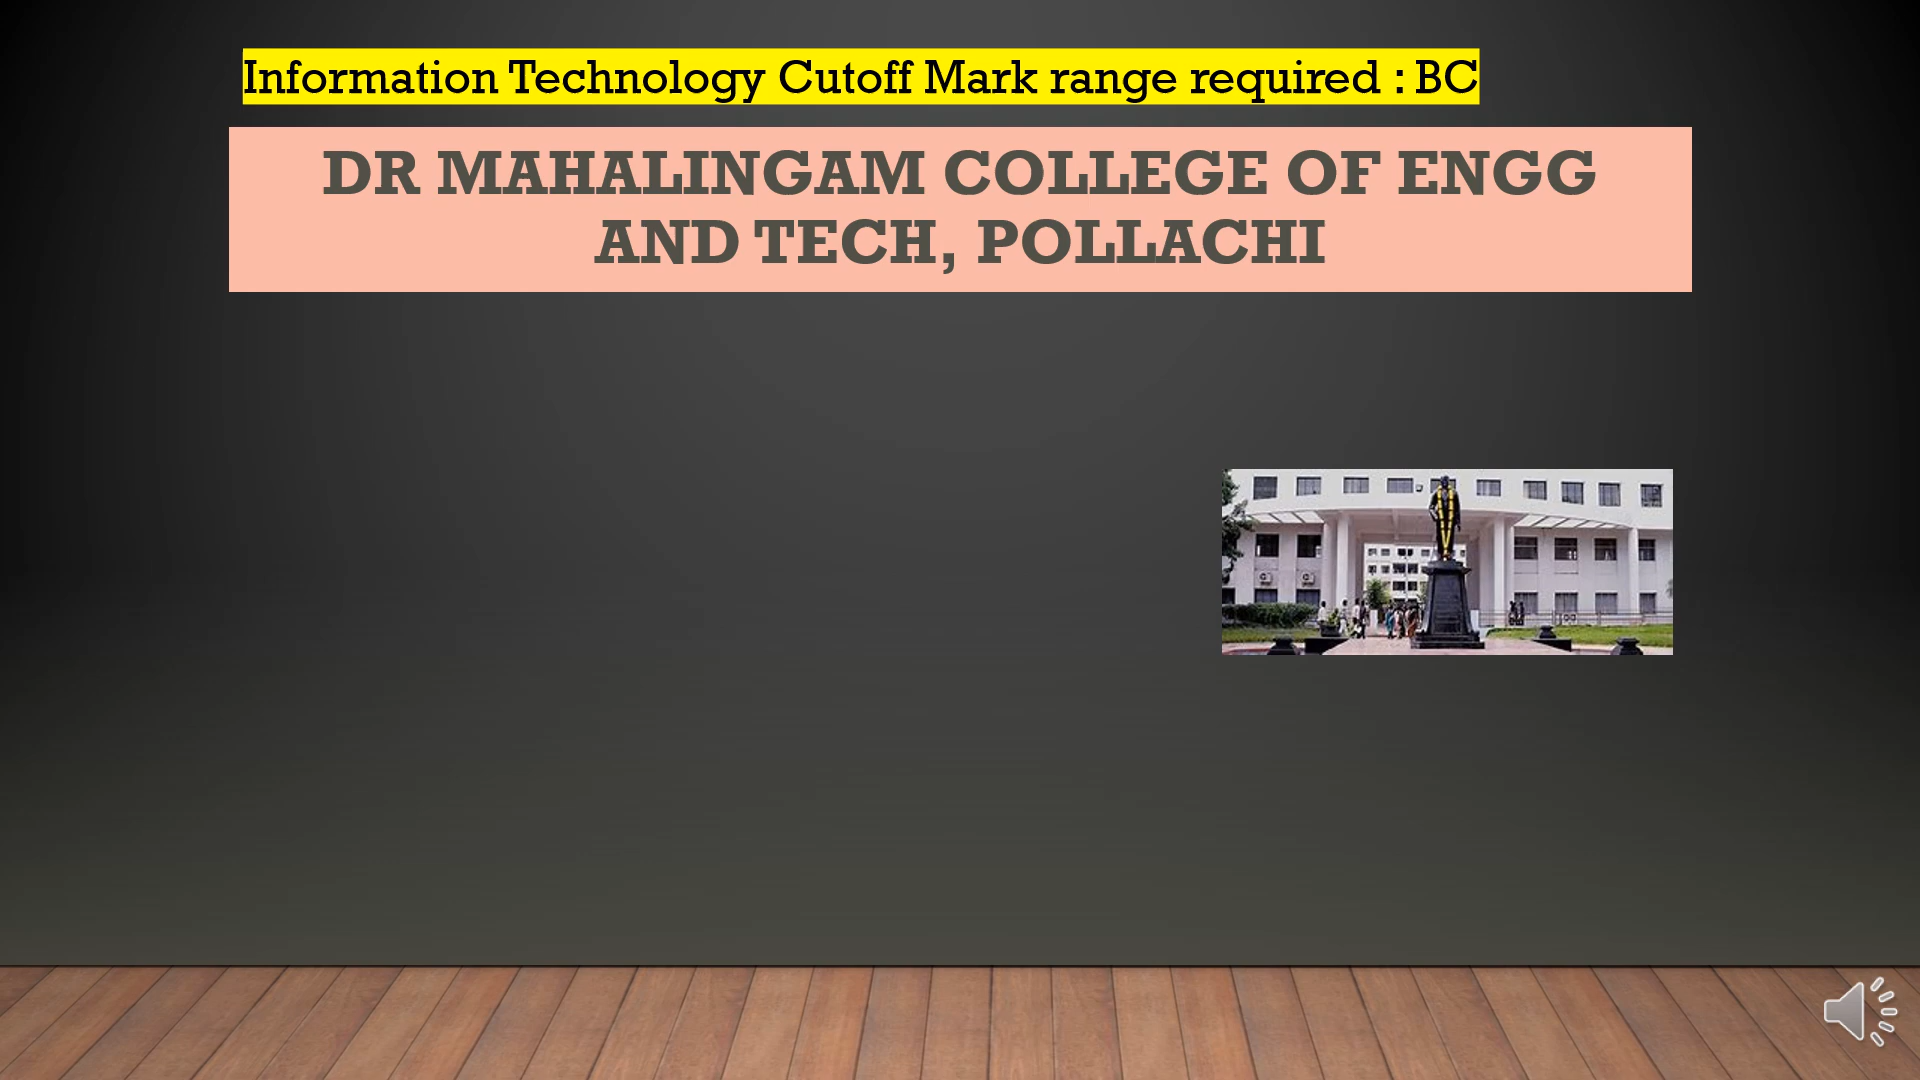 Information Technology Cutoff Mark range required : BC
DR MAHALINGAM COLLEGE OF ENGG
AND TECH, POLLACHI